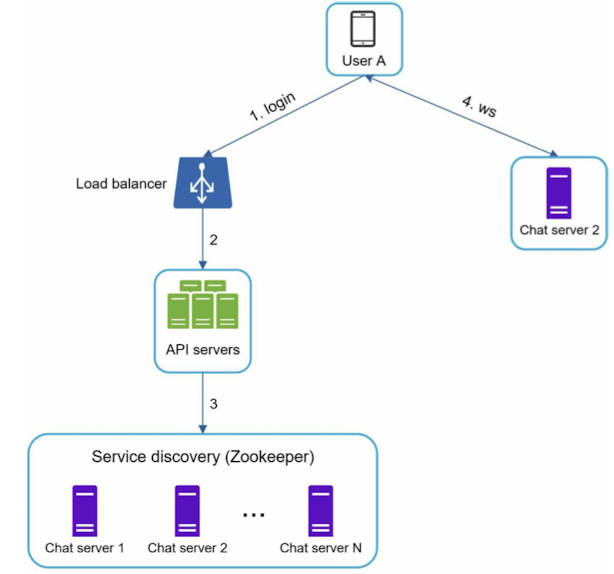 User A
1. login
4. ws
Load balancer
Chat server 2
2
API servers
3
Service discovery (Zookeeper)
...
Chat server 1
Chat server 2
Chat server N